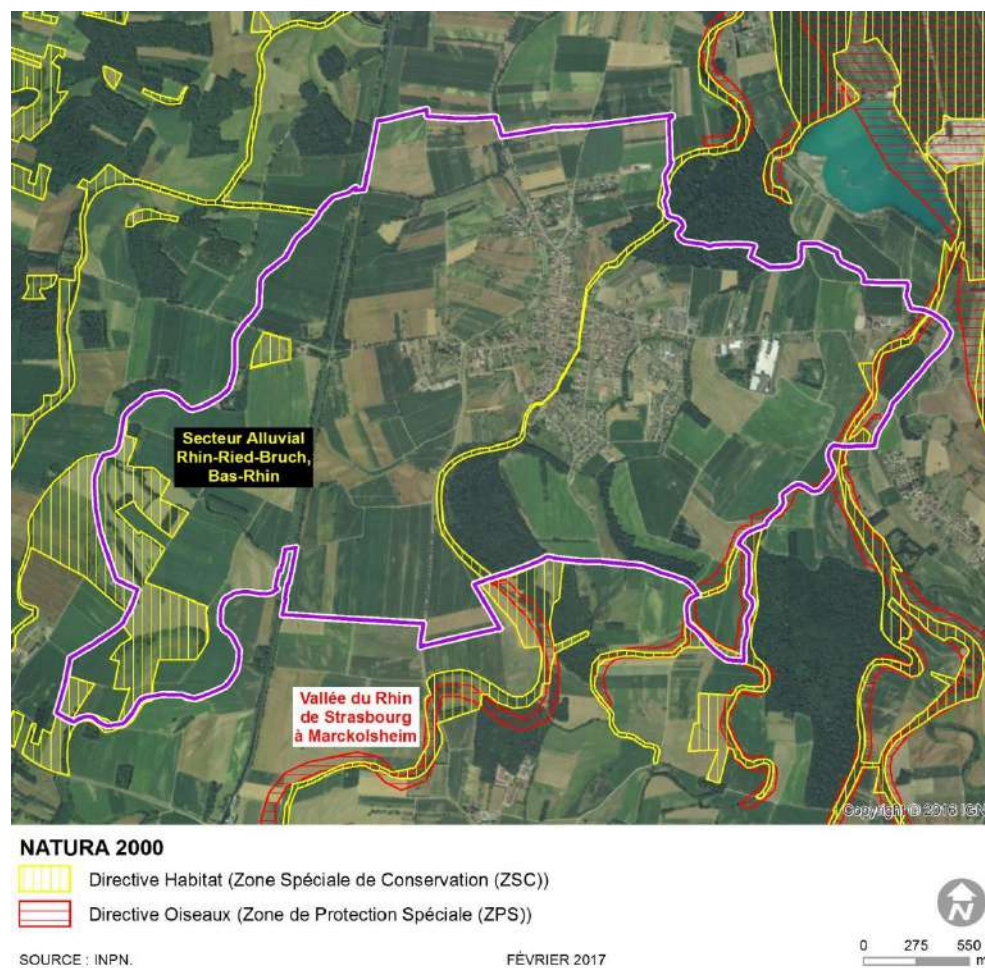 Secteur Alluvial
Rhin-Ried-Bruch,
Bas-Rhin
Vallée du Rhin
de Strasbourg
à Marckolsheim
Copyright © 2016 IGN
NATURA 2000
Directive Habitat (Zone Spéciale de Conservation (ZSC))
Directive Oiseaux (Zone de Protection Spéciale (ZPS))
N
SOURCE : INPN.
FÉVRIER 2017
0 275 550
m